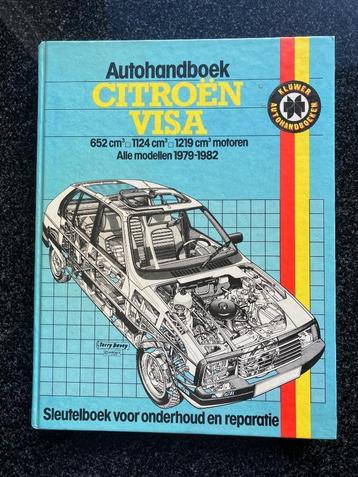 Autohandboek
CITROËN
VISA
652 cm³ □ 1124 cm³ □ 1219 cm³ motoren
Alle modellen 1979-1982
KLUWER
AUTOHANDBOEKEN
Terry Davey
Sleutelboek voor onderhoud en reparatie